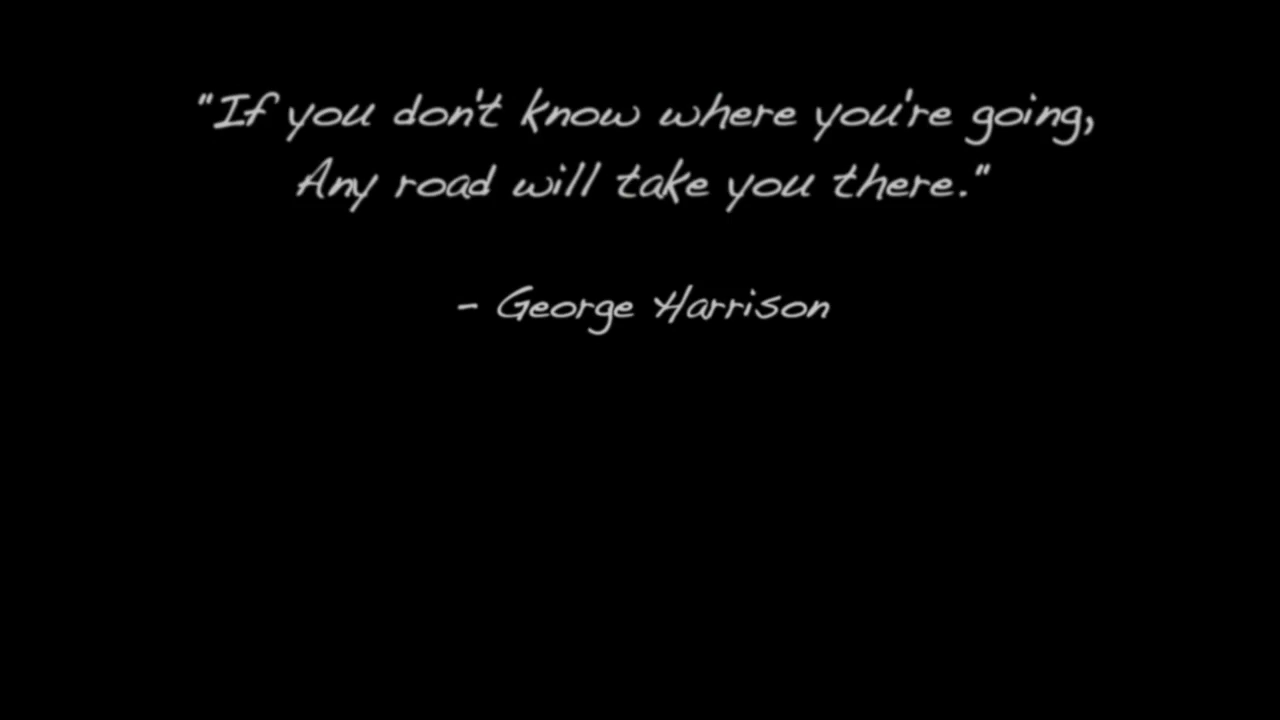 "If you don't know where you're going,
Any road will take you there."
- George Harrison